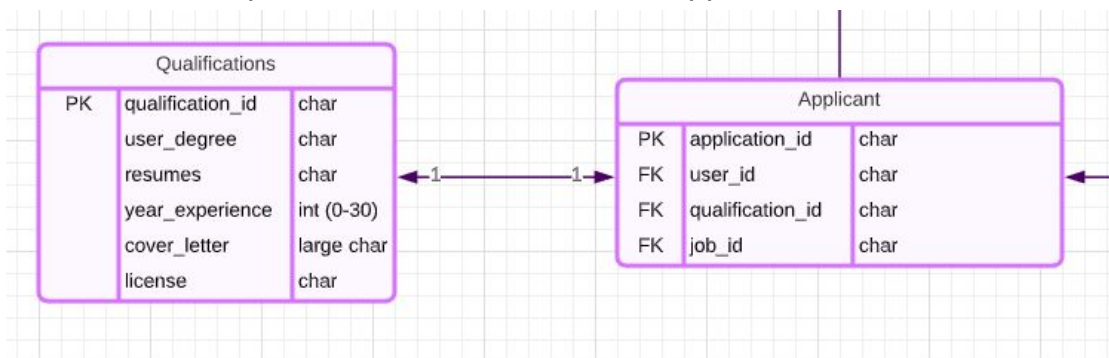 Qualifications
PK qualification_id char
user_degree char
resumes char
year_experience int (0-30)
cover_letter large char
license char
1 1
Applicant
PK application_id char
FK user_id char
FK qualification_id char
FK job_id char